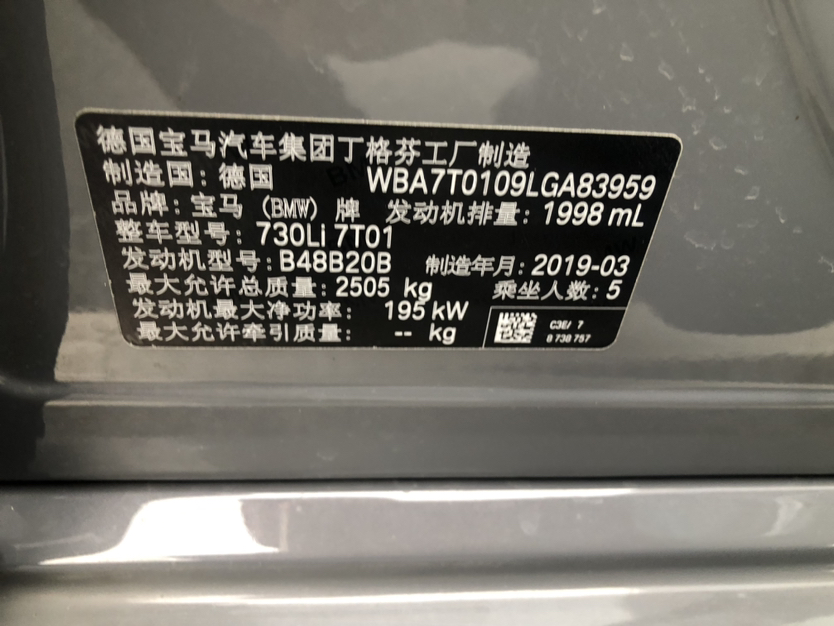 德国宝马汽车集团丁格芬工厂制造
制造国：德国 WBA7T0109LGA83959
品牌：宝马（BMW）牌 发动机排量：1998 mL
整车型号：730Li 7T01
发动机型号：B48B20B 制造年月：2019-03
最大允许总质量：2505 kg 乘坐人数：5
发动机最大净功率： 195 kW
最大允许牵引质量： -- kg
C3E/ 7
8 738 757